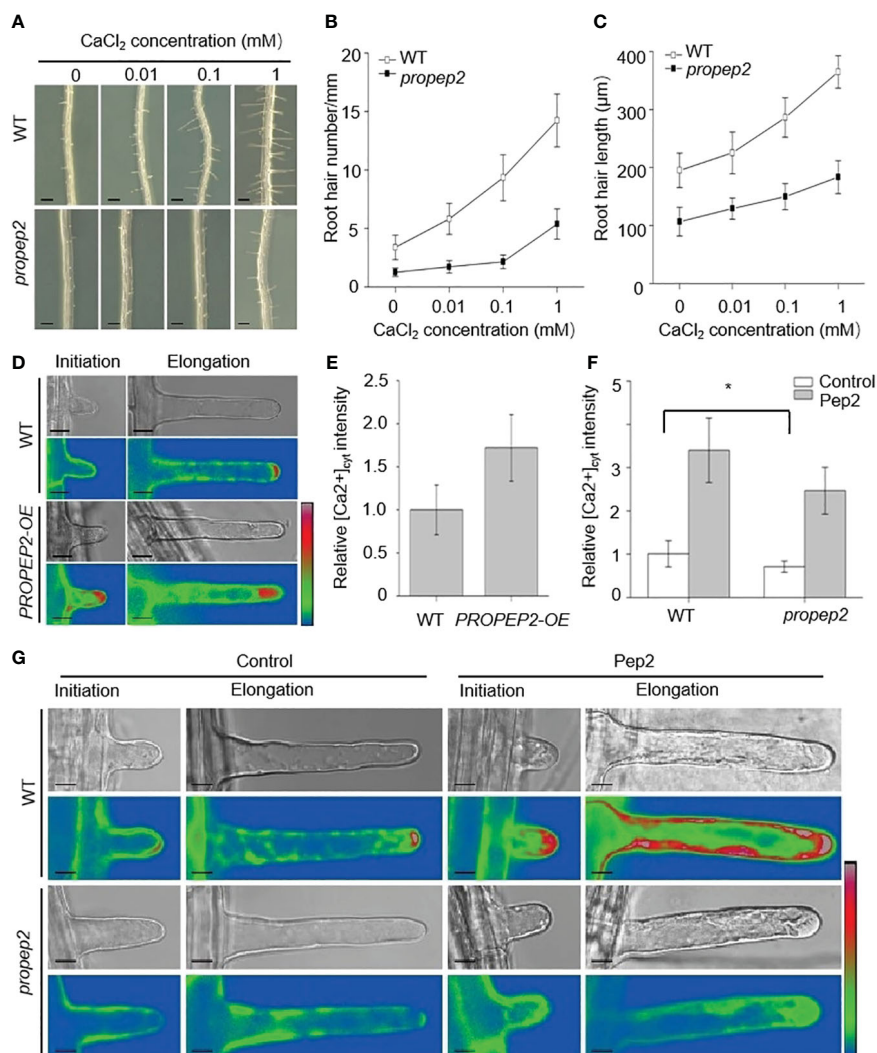 A
CaCl₂ concentration (mM)
0 0.01 0.1 1
WT
propep2
B
20
15
10
5
0
Root hair number/mm
WT
propep2
0 0.01 0.1 1
CaCl₂ concentration (mM)
C
400
300
200
100
0
Root hair length (µm)
WT
propep2
0 0.01 0.1 1
CaCl₂ concentration (mM)
D
Initiation Elongation
WT
PROPEP2-OE
E
2.5
2.0
1.5
1.0
0.5
0.0
Relative [Ca2+]cyt intensity
WT PROPEP2-OE
F
5
4
3
2
1
0
Relative [Ca2+]cyt intensity
*
Control
Pep2
WT propep2
G
Control Pep2
Initiation Elongation Initiation Elongation
WT
propep2